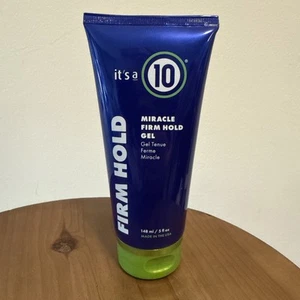 it's a 10
MIRACLE
FIRM HOLD
GEL
Gel Tenue
Ferme
Miracle
FIRM HOLD
148 ml / 5 fl oz
MADE IN THE USA